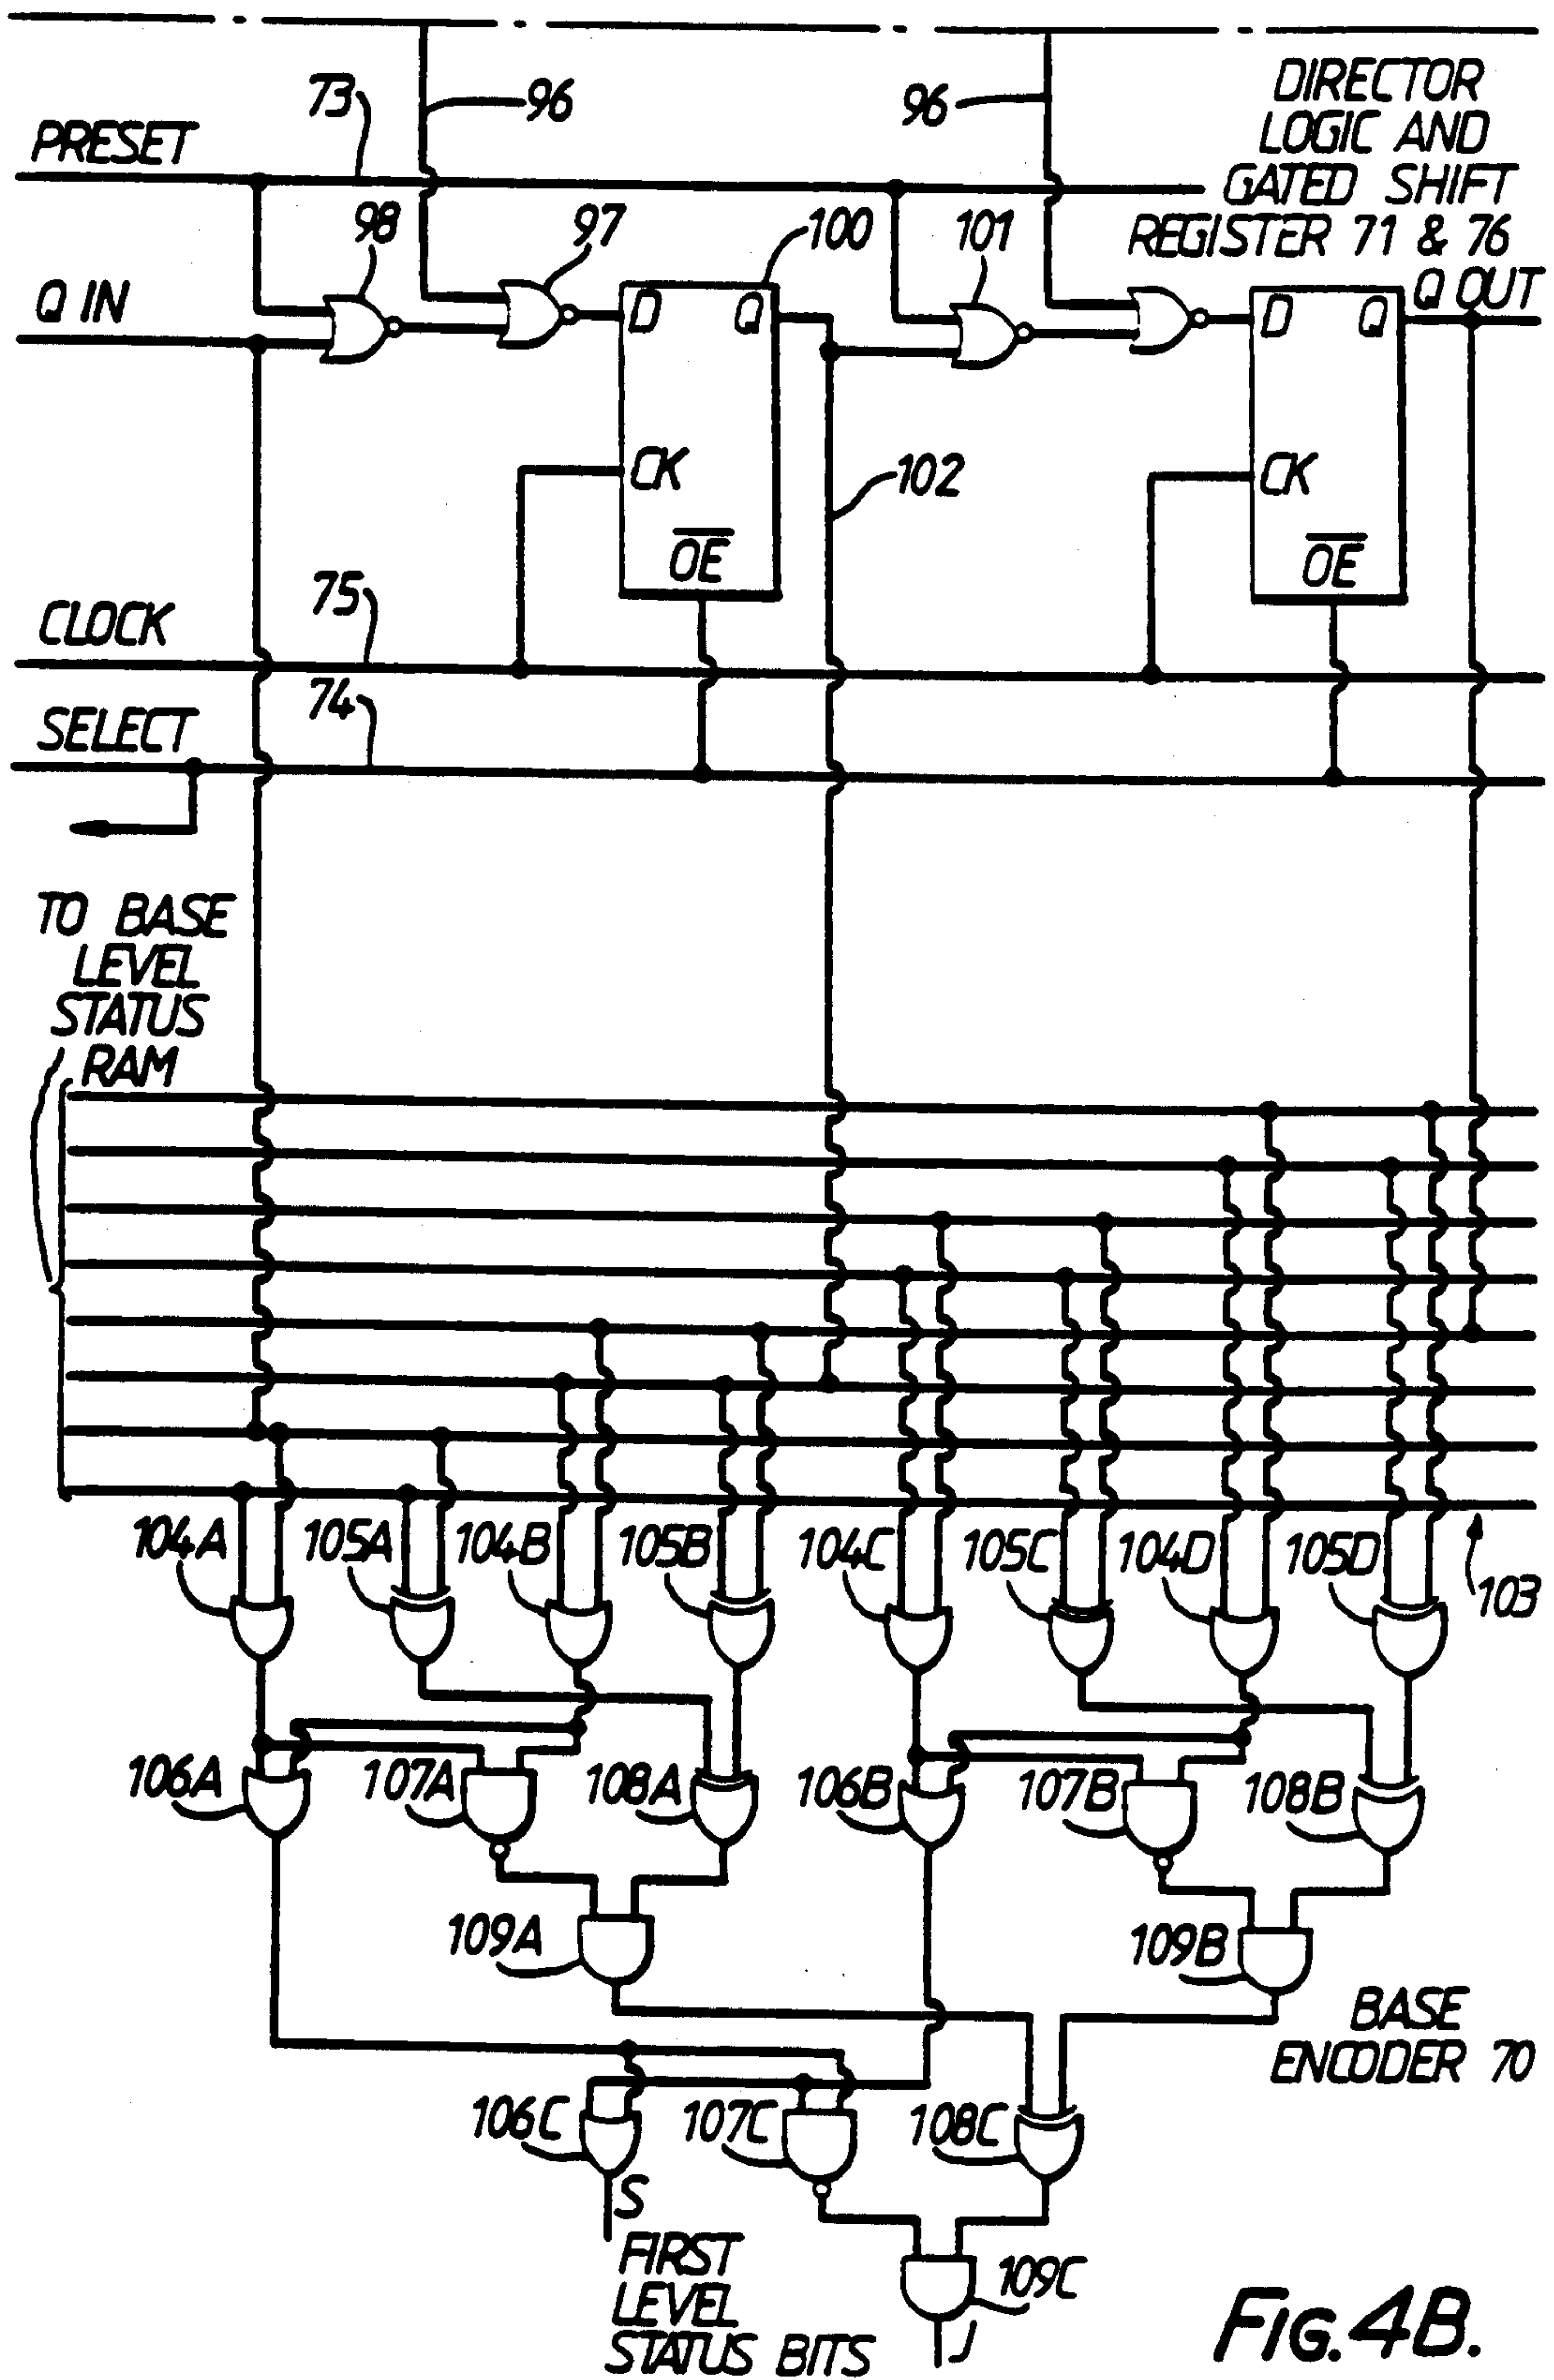 73
96
96
DIRECTOR
LOGIC AND
GATED SHIFT
REGISTER 71 & 76
PRESET
98
97
100
101
Q IN
Q OUT
D
Q
D
Q
CK
CK
102
OE
OE
CLOCK
75
SELECT
74
TO BASE
LEVEL
STATUS
RAM
104A
105A
104B
105B
104C
105C
104D
105D
103
106A
107A
108A
106B
107B
108B
109A
109B
BASE
ENCODER 70
106C
107C
108C
S
FIRST
LEVEL
STATUS BITS
109C
J
FIG. 4B.